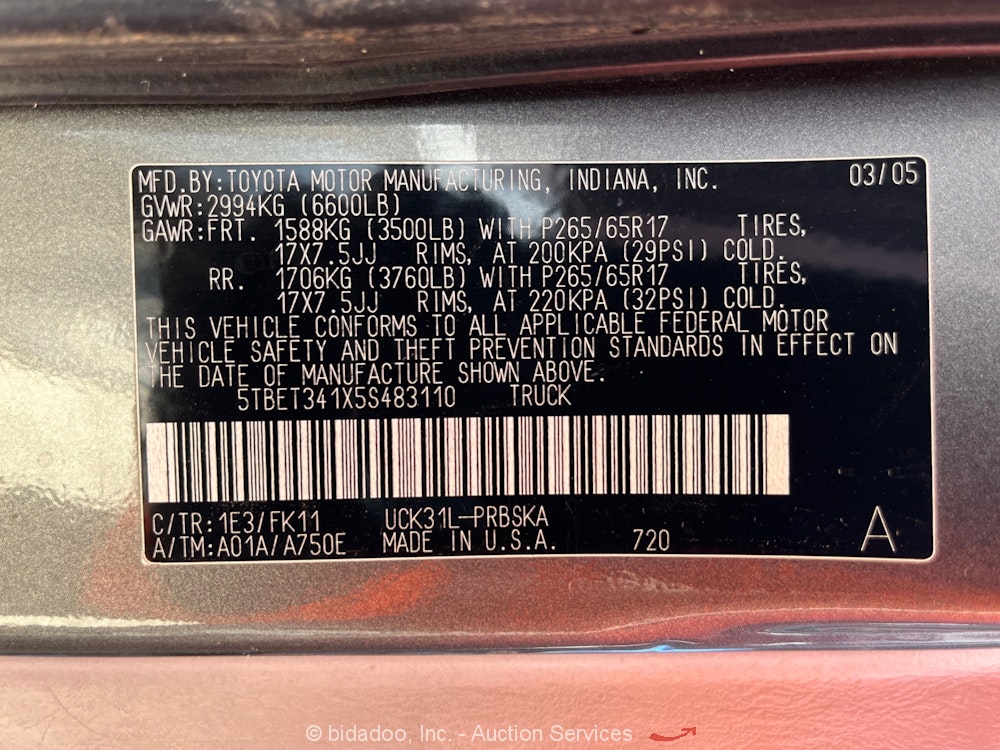 MFD.BY:TOYOTA MOTOR MANUFACTURING, INDIANA, INC. 03/05
GVWR:2994KG (6600LB)
GAWR:FRT. 1588KG (3500LB) WITH P265/65R17 TIRES,
17X7.5JJ RIMS, AT 200KPA (29PSI) COLD.
RR. 1706KG (3760LB) WITH P265/65R17 TIRES,
17X7.5JJ RIMS, AT 220KPA (32PSI) COLD.
THIS VEHICLE CONFORMS TO ALL APPLICABLE FEDERAL MOTOR
VEHICLE SAFETY AND THEFT PREVENTION STANDARDS IN EFFECT ON
THE DATE OF MANUFACTURE SHOWN ABOVE.
5TBET341X5S483110 TRUCK
C/TR:1E3/FK11 UCK31L-PRBSKA
A/TM:A01A/A750E MADE IN U.S.A. 720 A
© bidadoo, Inc. - Auction Services